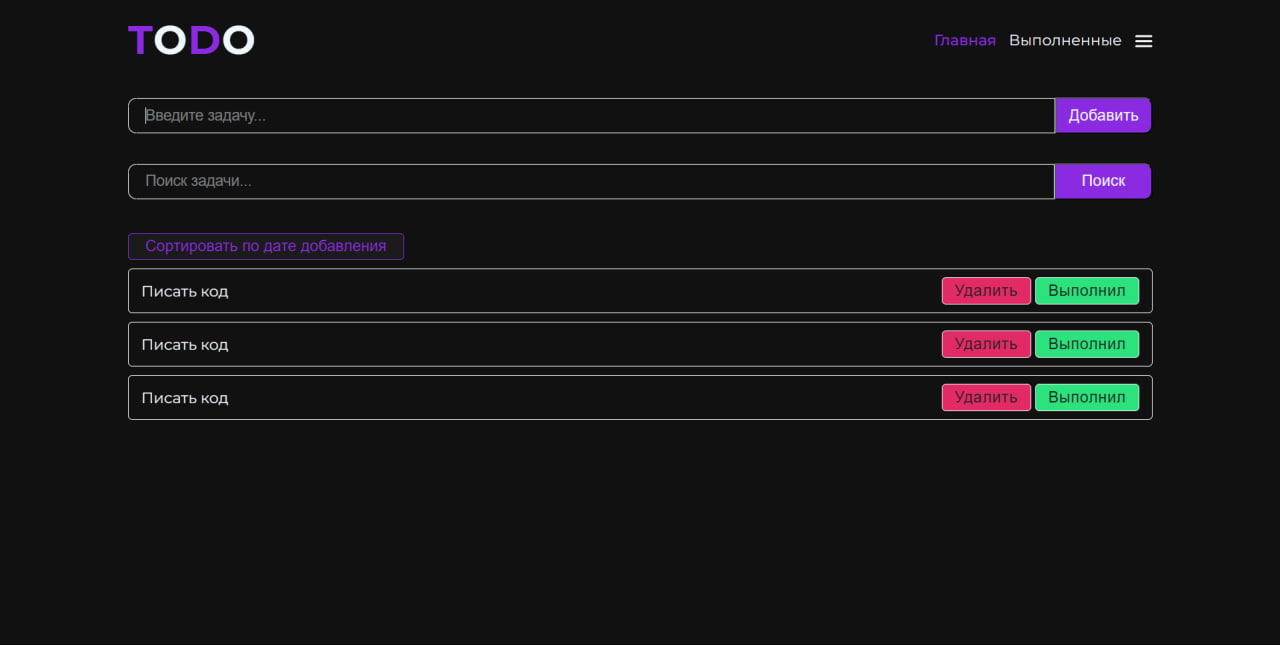 TODO
Главная Выполненные
Введите задачу... Добавить
Поиск задачи... Поиск
Сортировать по дате добавления
Писать код Удалить Выполнил
Писать код Удалить Выполнил
Писать код Удалить Выполнил